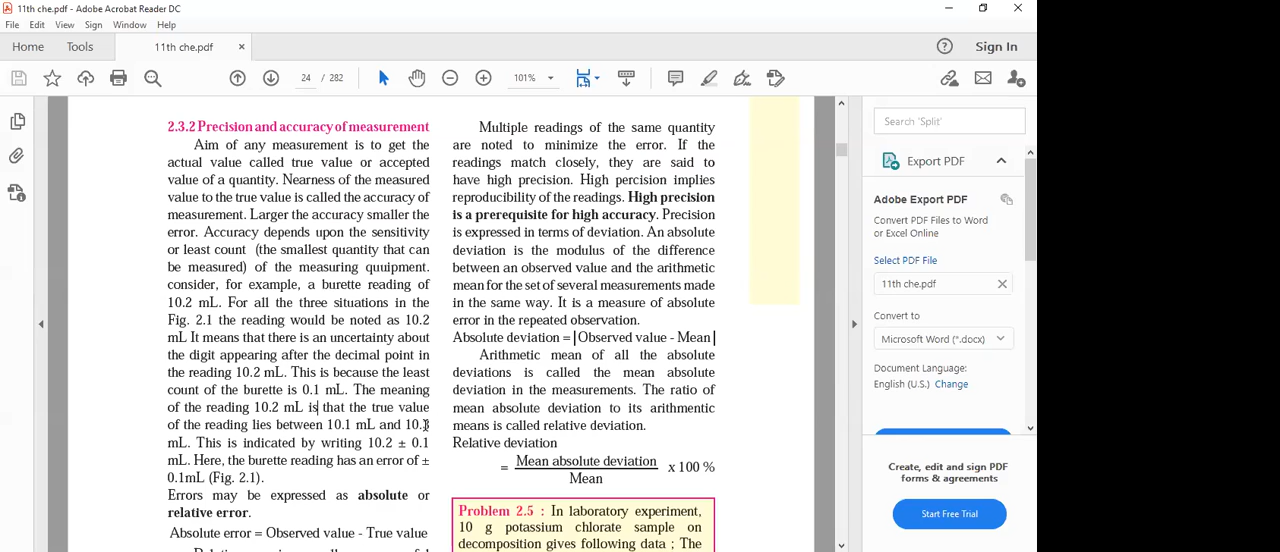 11th che.pdf - Adobe Acrobat Reader DC
File Edit View Sign Window Help
Home Tools 11th che.pdf × Sign In
24 / 282 101%
2.3.2 Precision and accuracy of measurement
Aim of any measurement is to get the
actual value called true value or accepted
value of a quantity. Nearness of the measured
value to the true value is called the accuracy of
measurement. Larger the accuracy smaller the
error. Accuracy depends upon the sensitivity
or least count (the smallest quantity that can
be measured) of the measuring quuipment.
consider, for example, a burette reading of
10.2 mL. For all the three situations in the
Fig. 2.1 the reading would be noted as 10.2
mL It means that there is an uncertainty about
the digit appearing after the decimal point in
the reading 10.2 mL. This is because the least
count of the burette is 0.1 mL. The meaning
of the reading 10.2 mL is that the true value
of the reading lies between 10.1 mL and 10.3
mL. This is indicated by writing 10.2 ± 0.1
mL. Here, the burette reading has an error of ±
0.1mL (Fig. 2.1).
Errors may be expressed as absolute or
relative error.
Absolute error = Observed value - True value
Multiple readings of the same quantity
are noted to minimize the error. If the
readings match closely, they are said to
have high precision. High percision implies
reproducibility of the readings. High precision
is a prerequisite for high accuracy. Precision
is expressed in terms of deviation. An absolute
deviation is the modulus of the difference
between an observed value and the arithmetic
mean for the set of several measurements made
in the same way. It is a measure of absolute
error in the repeated observation.
Absolute deviation = |Observed value - Mean|
Arithmetic mean of all the absolute
deviations is called the mean absolute
deviation in the measurements. The ratio of
mean absolute deviation to its arithmentic
means is called relative deviation.
Relative deviation
= Mean absolute deviation x 100 %
Mean
Problem 2.5 : In laboratory experiment,
10 g potassium chlorate sample on
decomposition gives following data ; The
Search 'Split'
Export PDF
Adobe Export PDF
Convert PDF Files to Word
or Excel Online
Select PDF File
11th che.pdf ×
Convert to
Microsoft Word (*.docx)
Document Language:
English (U.S.) Change
Create, edit and sign PDF
forms & agreements
Start Free Trial